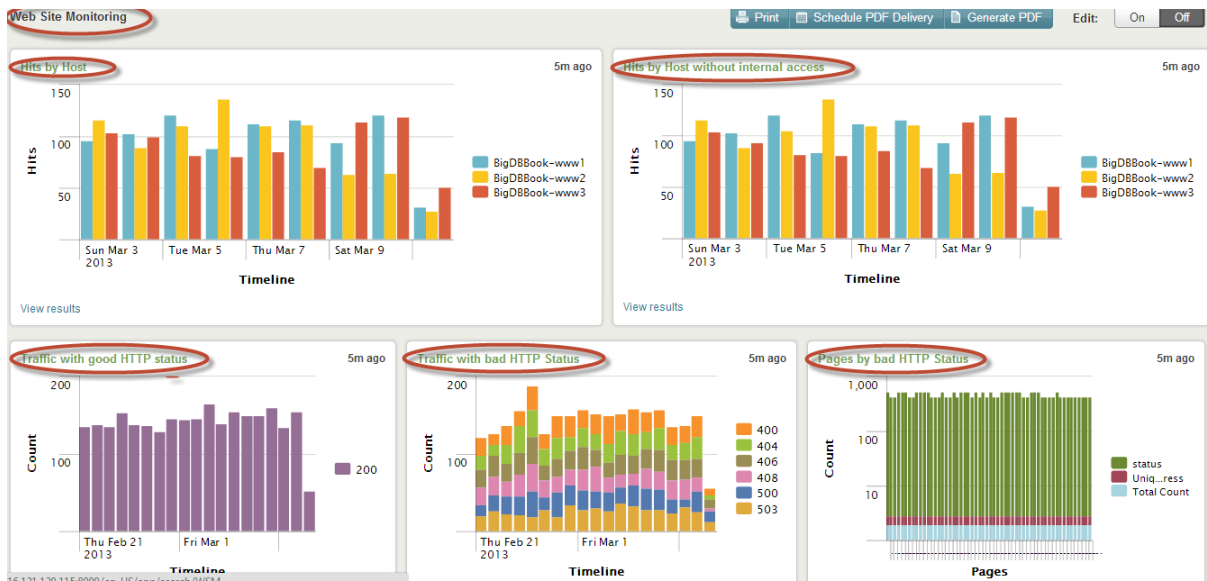 Web Site Monitoring
Print
Schedule PDF Delivery
Generate PDF
Edit:
On
Off
Hits by Host
5m ago
150
100
50
Hits
BigDBBook-www1
BigDBBook-www2
BigDBBook-www3
Sun Mar 3
2013
Tue Mar 5
Thu Mar 7
Sat Mar 9
Timeline
View results
Hits by Host without internal access
5m ago
150
100
50
Hits
BigDBBook-www1
BigDBBook-www2
BigDBBook-www3
Sun Mar 3
2013
Tue Mar 5
Thu Mar 7
Sat Mar 9
Timeline
View results
Traffic with good HTTP status
5m ago
200
100
Count
200
Thu Feb 21
2013
Fri Mar 1
Timeline
Traffic with bad HTTP Status
5m ago
200
100
Count
400
404
406
408
500
503
Thu Feb 21
2013
Fri Mar 1
Timeline
Pages by bad HTTP Status
5m ago
1,000
100
10
Count
status
Uniq...ress
Total Count
Pages